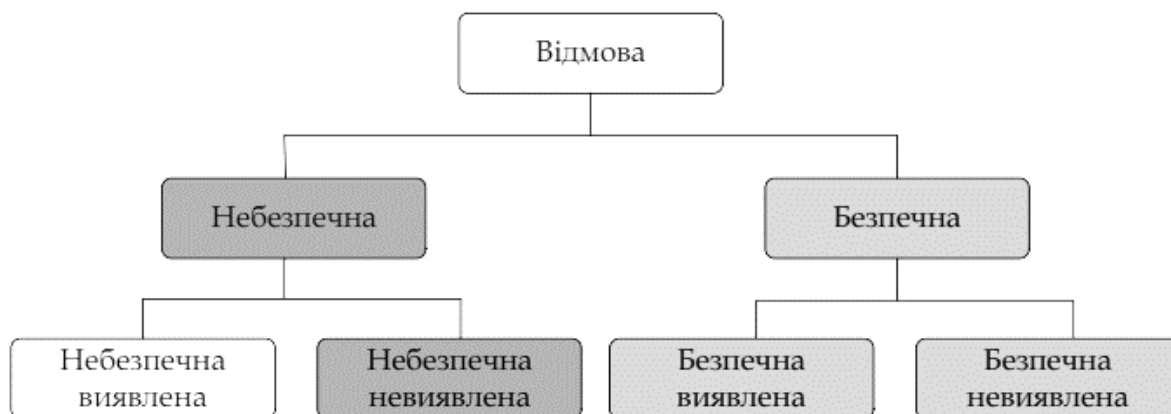 Відмова
Небезпечна
Безпечна
Небезпечна
виявлена
Небезпечна
невиявлена
Безпечна
виявлена
Безпечна
невиявлена